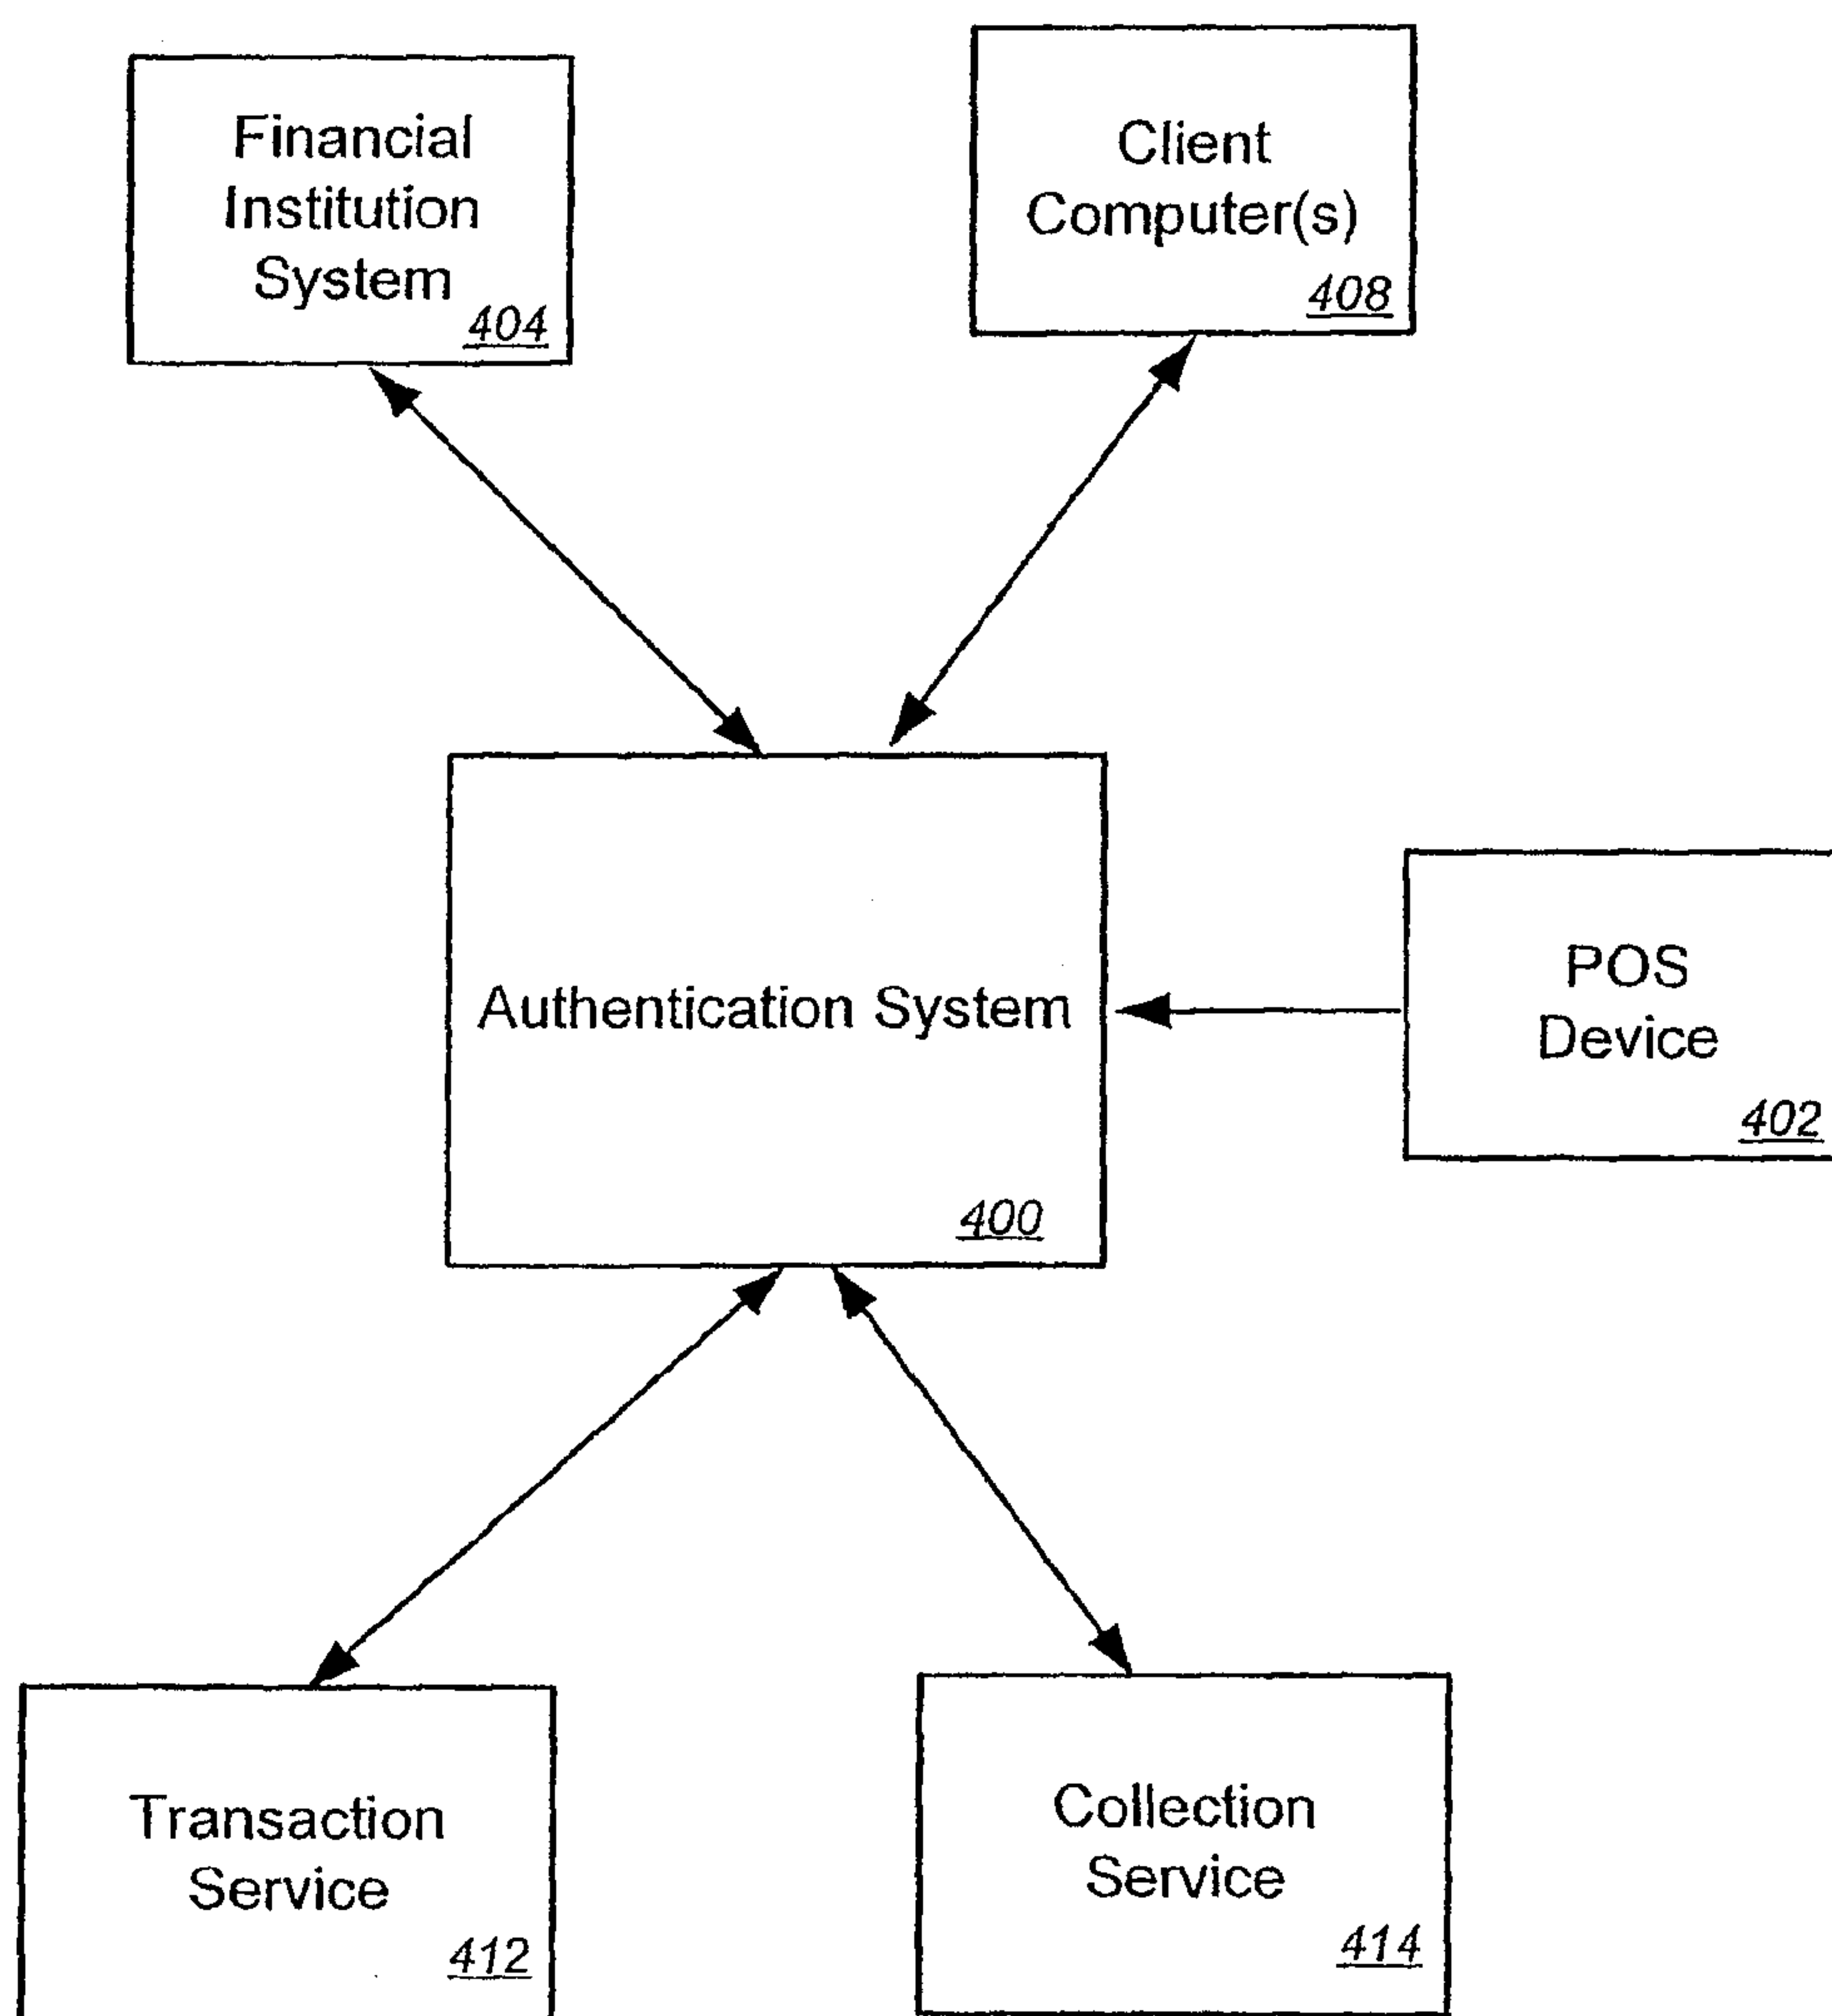 Financial
Institution
System
404
Client
Computer(s)
408
Authentication System
400
POS
Device
402
Transaction
Service
412
Collection
Service
414